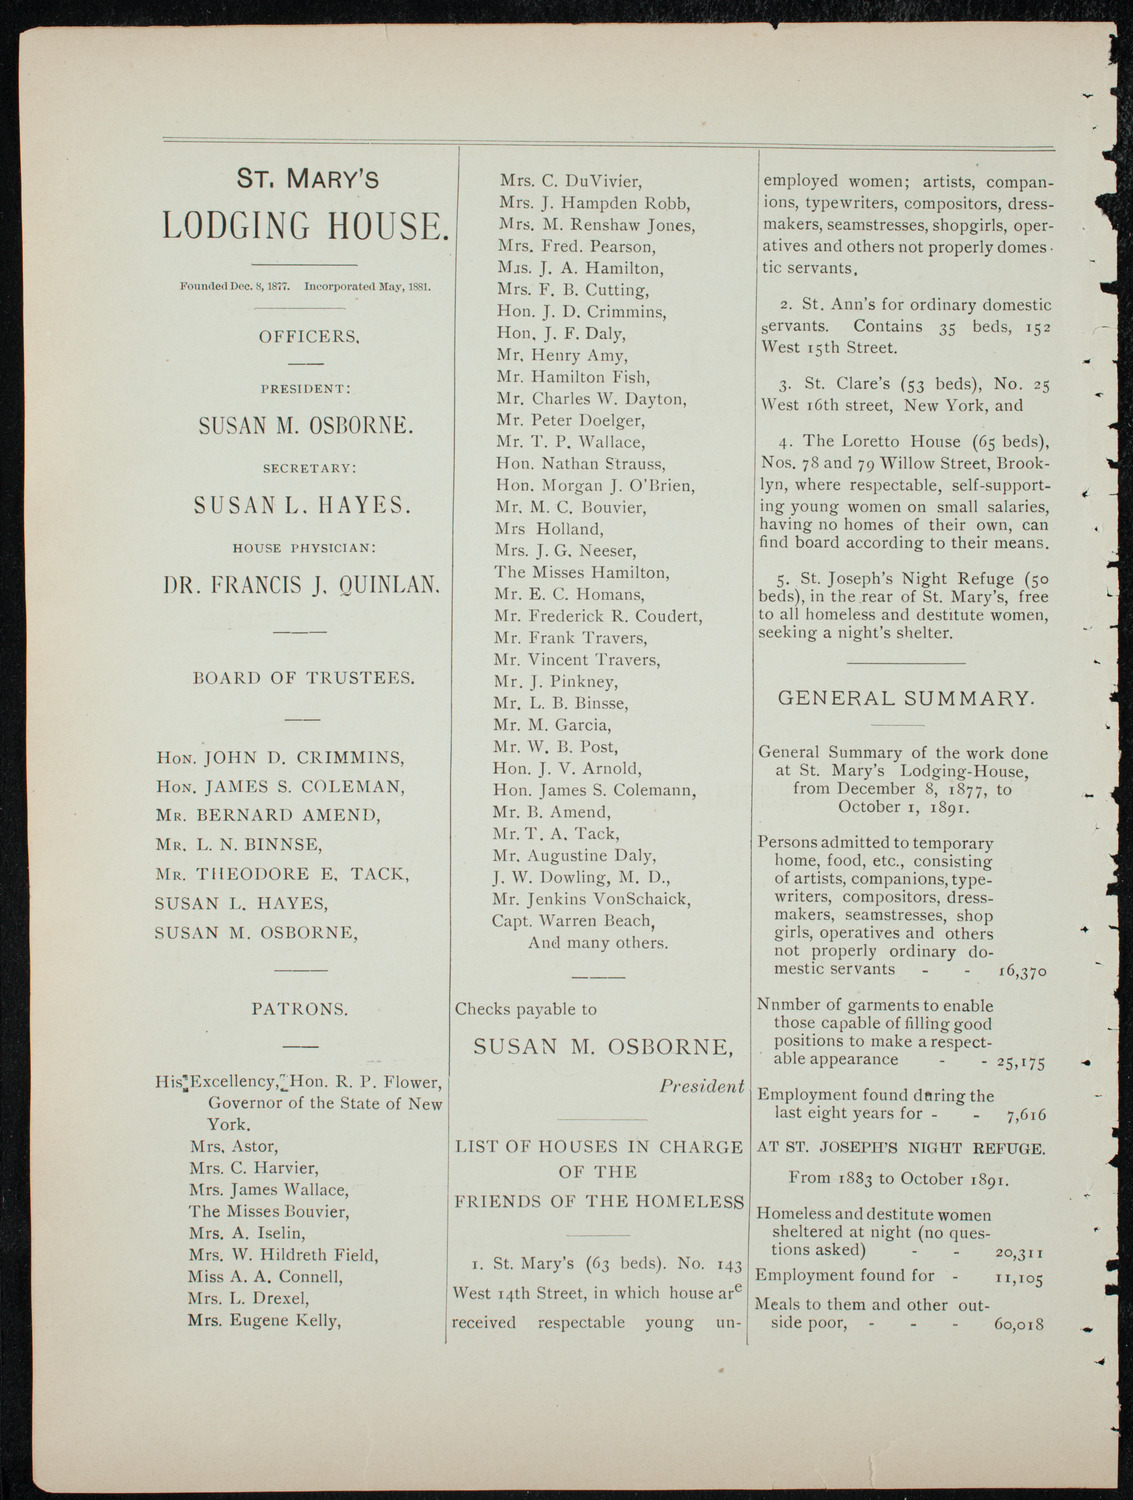 ST. MARY'S
LODGING HOUSE.
Founded Dec. 8, 1877. Incorporated May, 1881.
OFFICERS.
PRESIDENT:
SUSAN M. OSBORNE.
SECRETARY:
SUSAN L. HAYES.
HOUSE PHYSICIAN:
DR. FRANCIS J. QUINLAN.
BOARD OF TRUSTEES.
HON. JOHN D. CRIMMINS,
HON. JAMES S. COLEMAN,
MR. BERNARD AMEND,
MR. L. N. BINNSE,
MR. THEODORE E. TACK,
SUSAN L. HAYES,
SUSAN M. OSBORNE,
PATRONS.
His Excellency, Hon. R. P. Flower,
Governor of the State of New
York.
Mrs. Astor,
Mrs. C. Harvier,
Mrs. James Wallace,
The Misses Bouvier,
Mrs. A. Iselin,
Mrs. W. Hildreth Field,
Miss A. A. Connell,
Mrs. L. Drexel,
Mrs. Eugene Kelly,
Mrs. C. DuVivier,
Mrs. J. Hampden Robb,
Mrs. M. Renshaw Jones,
Mrs. Fred. Pearson,
Mrs. J. A. Hamilton,
Mrs. F. B. Cutting,
Hon. J. D. Crimmins,
Hon. J. F. Daly,
Mr. Henry Amy,
Mr. Hamilton Fish,
Mr. Charles W. Dayton,
Mr. Peter Doelger,
Mr. T. P. Wallace,
Hon. Nathan Strauss,
Hon. Morgan J. O'Brien,
Mr. M. C. Bouvier,
Mrs Holland,
Mrs. J. G. Neeser,
The Misses Hamilton,
Mr. E. C. Homans,
Mr. Frederick R. Coudert,
Mr. Frank Travers,
Mr. Vincent Travers,
Mr. J. Pinkney,
Mr. L. B. Binsse,
Mr. M. Garcia,
Mr. W. B. Post,
Hon. J. V. Arnold,
Hon. James S. Colemann,
Mr. B. Amend,
Mr. T. A. Tack,
Mr. Augustine Daly,
J. W. Dowling, M. D.,
Mr. Jenkins VonSchaick,
Capt. Warren Beach,
And many others.
Checks payable to
SUSAN M. OSBORNE,
President
LIST OF HOUSES IN CHARGE
OF THE
FRIENDS OF THE HOMELESS
1. St. Mary's (63 beds). No. 143
West 14th Street, in which house are
received respectable young un-
employed women; artists, compan-
ions, typewriters, compositors, dress-
makers, seamstresses, shopgirls, oper-
atives and others not properly domes-
tic servants.
2. St. Ann's for ordinary domestic
servants. Contains 35 beds, 152
West 15th Street.
3. St. Clare's (53 beds), No. 25
West 16th street, New York, and
4. The Loretto House (65 beds),
Nos. 78 and 79 Willow Street, Brook-
lyn, where respectable, self-support-
ing young women on small salaries,
having no homes of their own, can
find board according to their means.
5. St. Joseph's Night Refuge (50
beds), in the rear of St. Mary's, free
to all homeless and destitute women,
seeking a night's shelter.
GENERAL SUMMARY.
General Summary of the work done
at St. Mary's Lodging-House,
from December 8, 1877, to
October 1, 1891.
Persons admitted to temporary
home, food, etc., consisting
of artists, companions, type-
writers, compositors, dress-
makers, seamstresses, shop
girls, operatives and others
not properly ordinary do-
mestic servants - - 16,370
Nnmber of garments to enable
those capable of filling good
positions to make a respect-
able appearance - - 25,175
Employment found during the
last eight years for - - 7,616
AT ST. JOSEPH'S NIGHT REFUGE.
From 1883 to October 1891.
Homeless and destitute women
sheltered at night (no ques-
tions asked) - - 20,311
Employment found for - 11,105
Meals to them and other out-
side poor, - - - 60,018